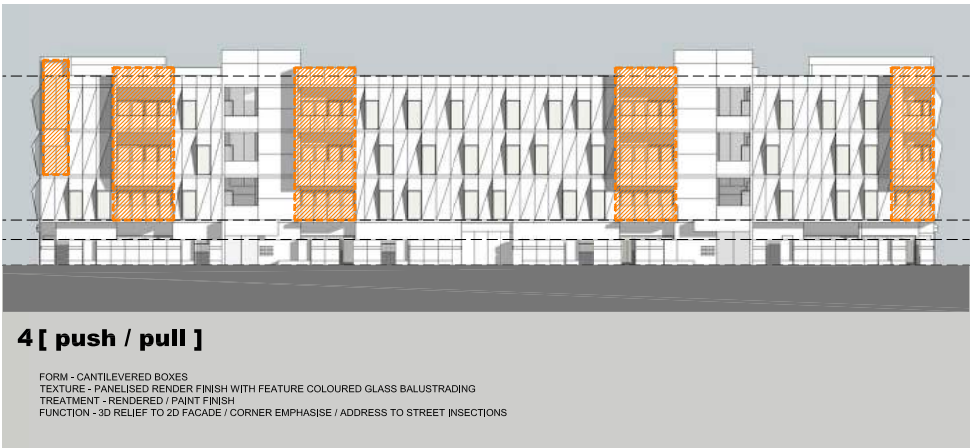 4 [ push / pull ]
FORM - CANTILEVERED BOXES
TEXTURE - PANELISED RENDER FINISH WITH FEATURE COLOURED GLASS BALUSTRADING
TREATMENT - RENDERED / PAINT FINISH
FUNCTION - 3D RELIEF TO 2D FACADE / CORNER EMPHASISE / ADDRESS TO STREET INSECTIONS